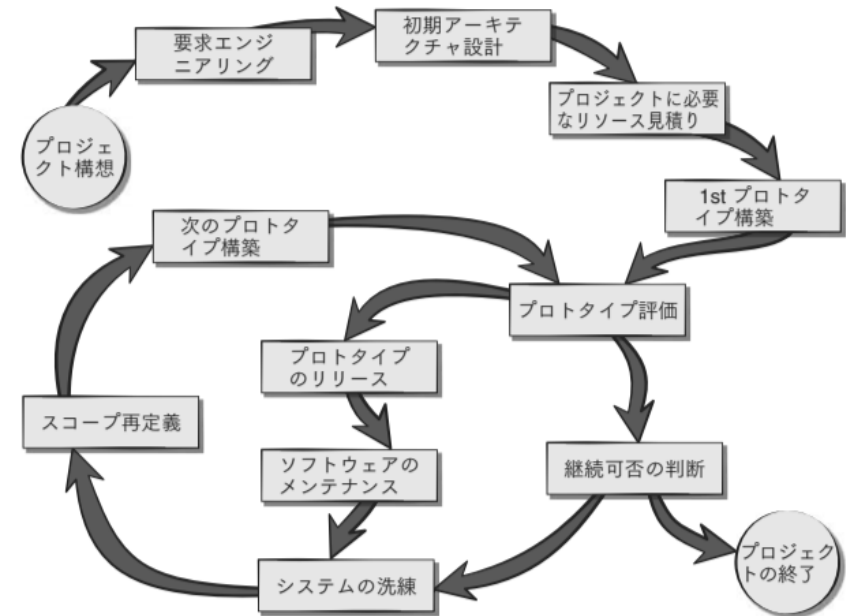 要求エンジ
ニアリング
初期アーキテ
クチャ設計
プロジェクトに必要
なリソース見積り
プロジェ
クト構想
1st プロトタ
イプ構築
次のプロトタ
イプ構築
プロトタイプ評価
プロトタイプ
のリリース
スコープ再定義
ソフトウェアの
メンテナンス
継続可否の判断
システムの洗練
プロジェク
トの終了